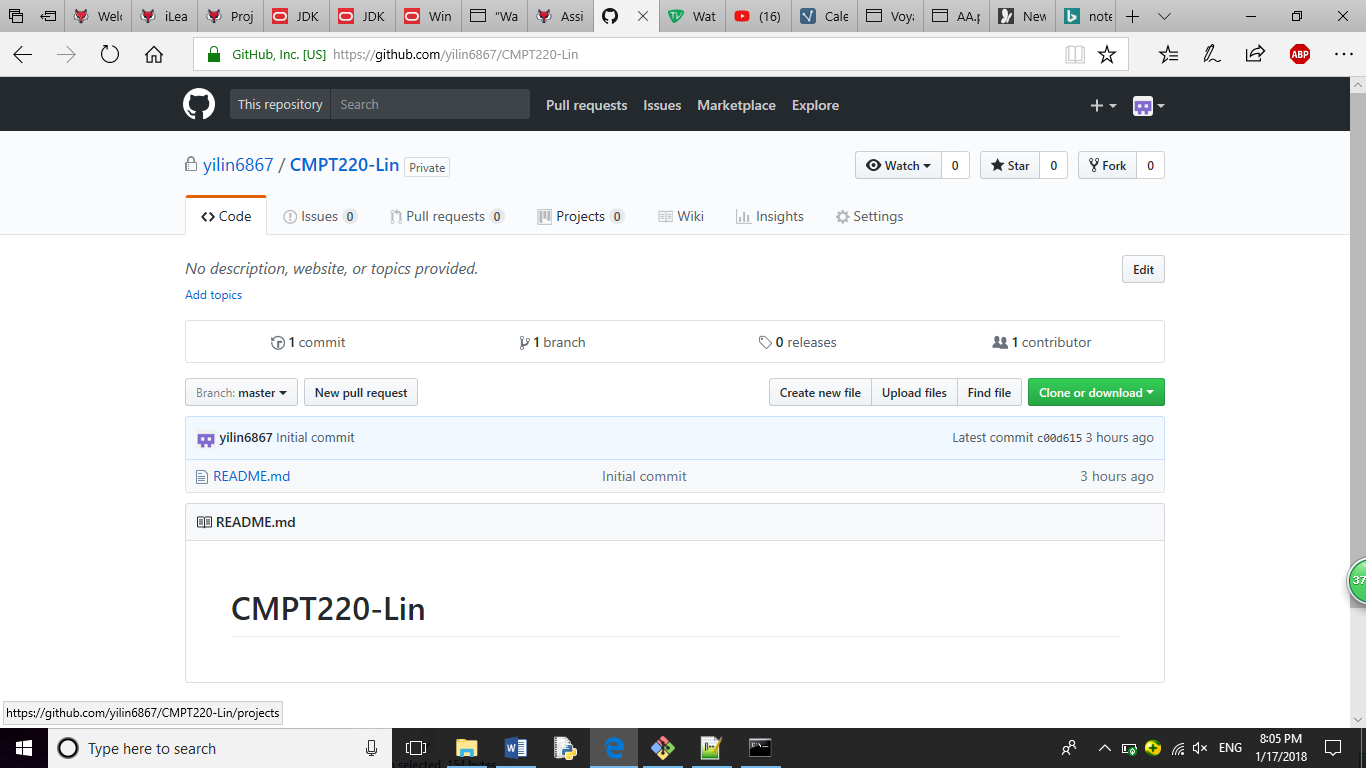 Welc iLea Proj JDK JDK Win "Wa Assi Wat (16) Cale Voya AA.p New note
GitHub, Inc. [US] https://github.com/yilin6867/CMPT220-Lin ABP
This repository Search Pull requests Issues Marketplace Explore
yilin6867 / CMPT220-Lin Private Watch 0 Star 0 Fork 0
Code Issues 0 Pull requests 0 Projects 0 Wiki Insights Settings
No description, website, or topics provided. Edit
Add topics
1 commit 1 branch 0 releases 1 contributor
Branch: master New pull request Create new file Upload files Find file Clone or download
yilin6867 Initial commit Latest commit c00d615 3 hours ago
README.md Initial commit 3 hours ago
README.md
37
CMPT220-Lin
https://github.com/yilin6867/CMPT220-Lin/projects
Type here to search ENG 8:05 PM
1/17/2018